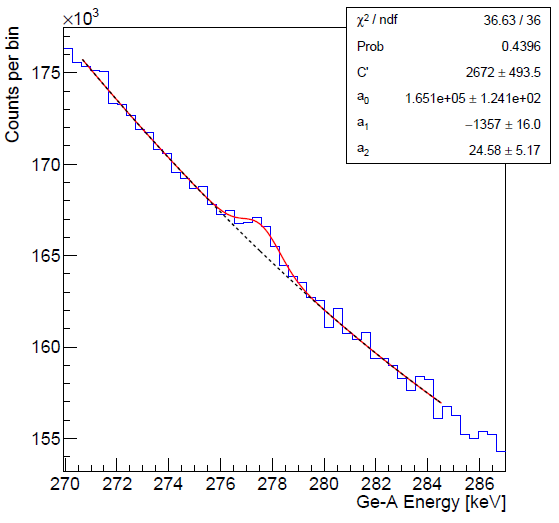 ×10³
Counts per bin
175
170
165
160
155
270 272 274 276 278 280 282 284 286
Ge-A Energy [keV]
χ² / ndf 36.63 / 36
Prob 0.4396
C' 2672 ± 493.5
a₀ 1.651e+05 ± 1.241e+02
a₁ −1357 ± 16.0
a₂ 24.58 ± 5.17